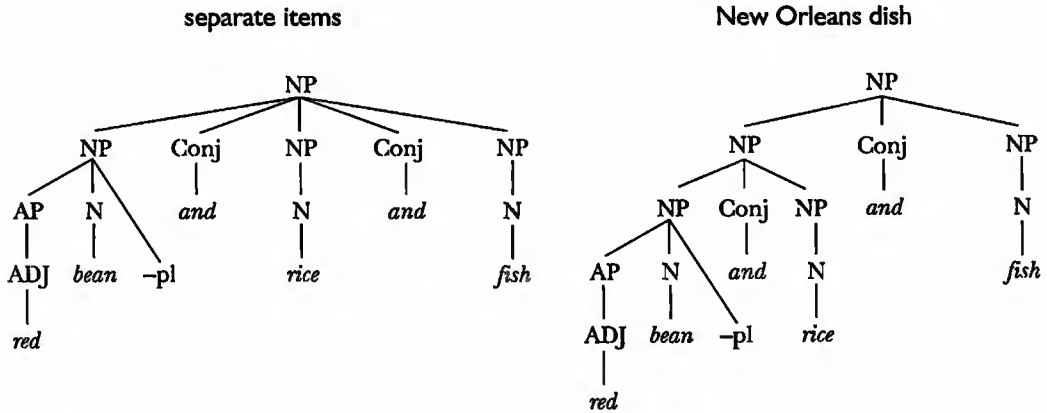 separate items New Orleans dish
NP NP
NP Conj NP Conj NP NP Conj NP
AP N and N and N NP Conj NP and N
ADJ bean –pl rice fish AP N and N fish
red ADJ bean –pl rice
red